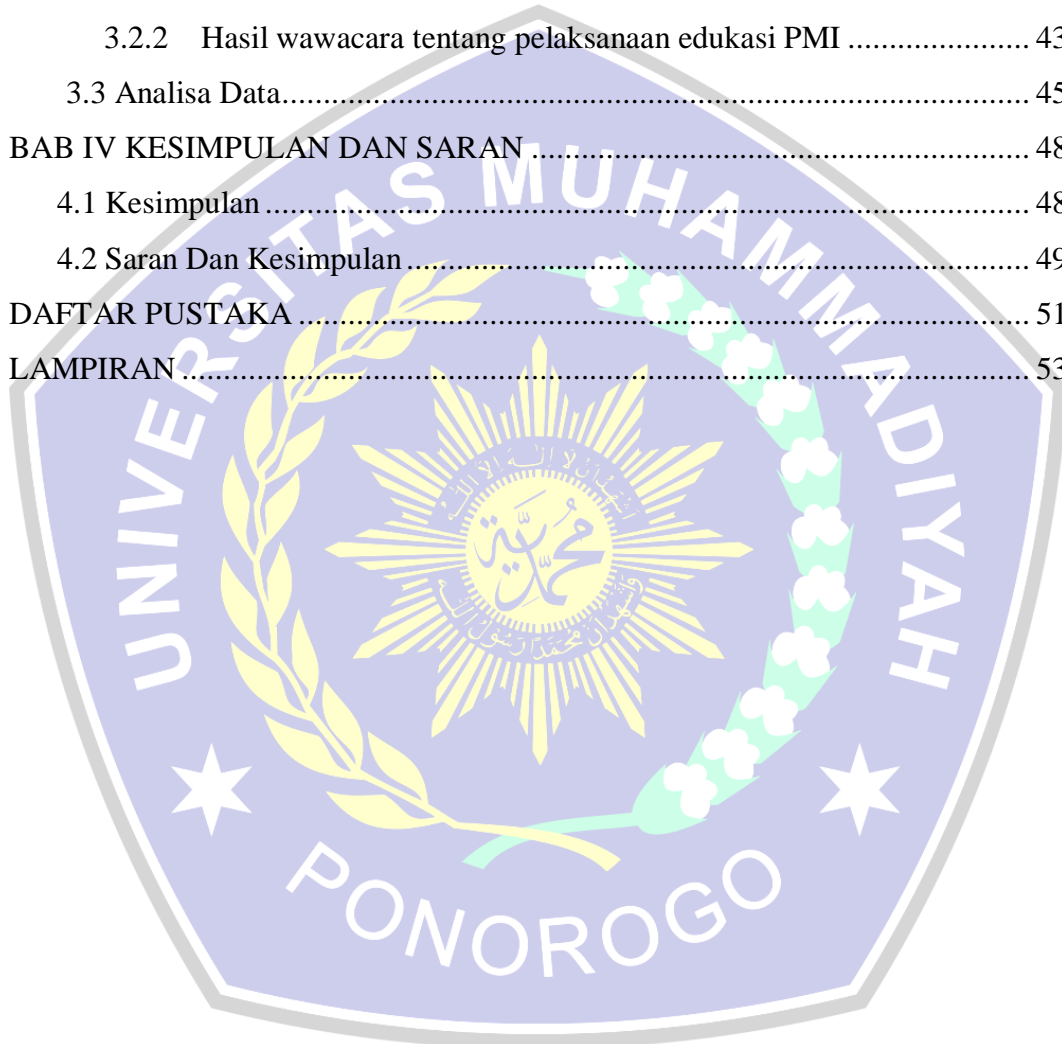 3.2.2 Hasil wawacara tentang pelaksanaan edukasi PMI ...................... 43
3.3 Analisa Data........................................................................................... 45
BAB IV KESIMPULAN DAN SARAN ............................................................ 48
4.1 Kesimpulan ............................................................................................ 48
4.2 Saran Dan Kesimpulan ........................................................................... 49
DAFTAR PUSTAKA ........................................................................................ 51
LAMPIRAN ...................................................................................................... 53
UNIVERSITAS MUHAMMADIYAH
محمدية
PONOROGO